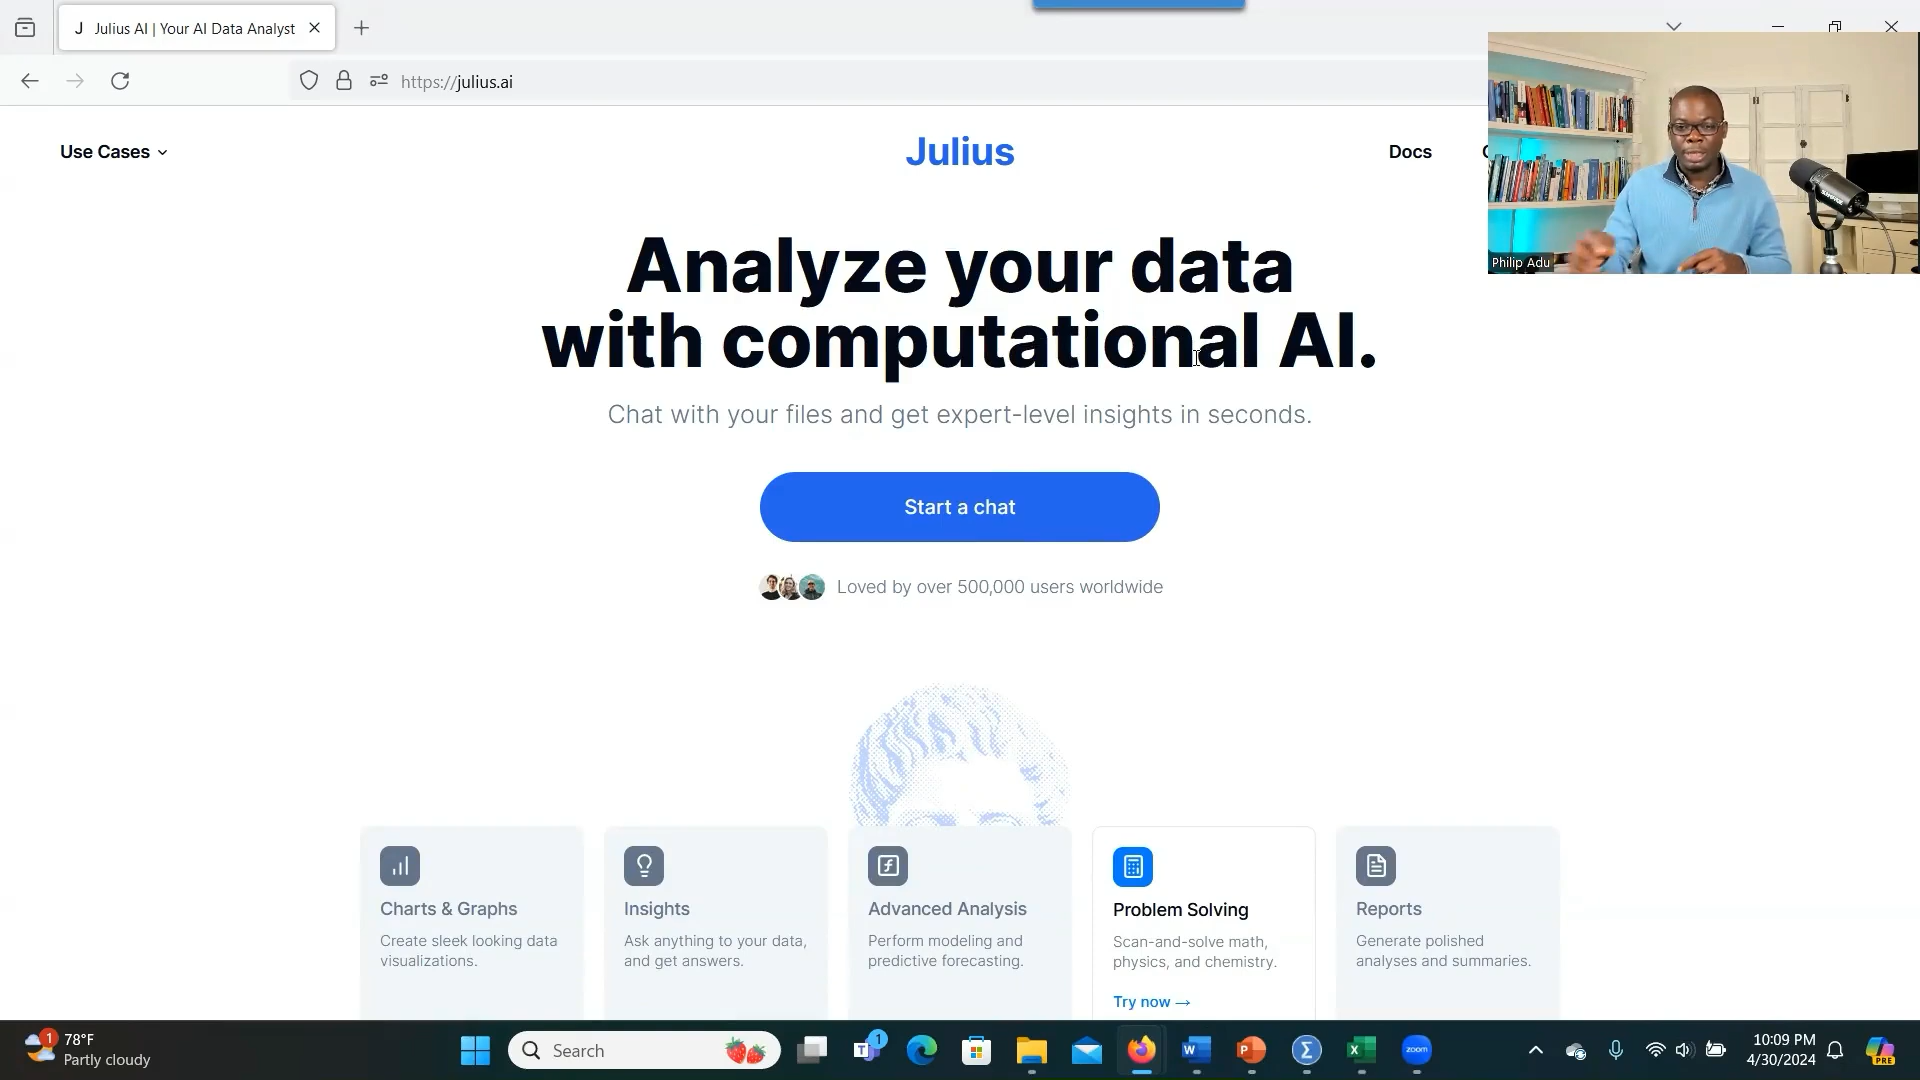 J Julius AI | Your AI Data Analyst
https://julius.ai
Use Cases
Julius
Docs
Philip Adu
Analyze your data
with computational AI.
Chat with your files and get expert-level insights in seconds.
Start a chat
Loved by over 500,000 users worldwide
Charts & Graphs
Create sleek looking data
visualizations.
Insights
Ask anything to your data,
and get answers.
Advanced Analysis
Perform modeling and
predictive forecasting.
Problem Solving
Scan-and-solve math,
physics, and chemistry.
Try now →
Reports
Generate polished
analyses and summaries.
1
78°F
Partly cloudy
Search
1
zoom
10:09 PM
4/30/2024
PRE